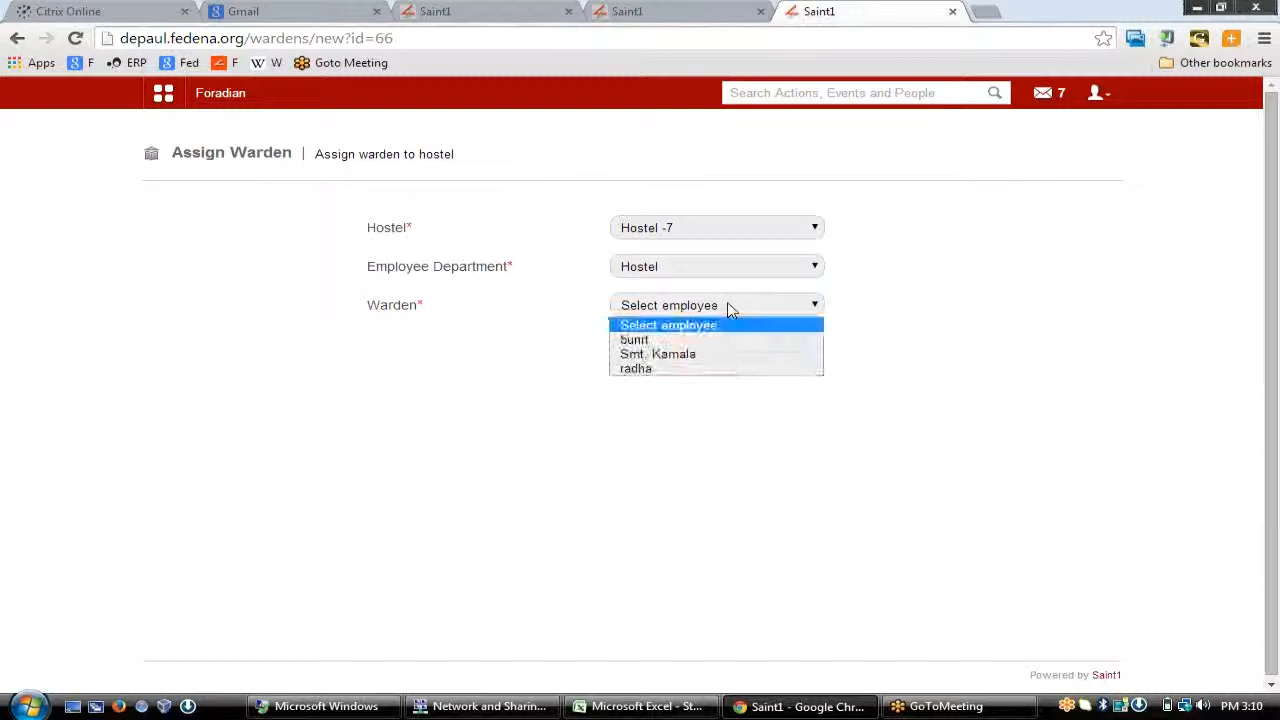 Citrix Online
Gmail
Saint1
Saint1
Saint1
depaul.fedena.org/wardens/new?id=66
Apps
F
ERP
Fed
F
W
Goto Meeting
Other bookmarks
Foradian
Search Actions, Events and People
7
Assign Warden | Assign warden to hostel
Hostel*
Hostel -7
Employee Department*
Hostel
Warden*
Select employee
Select employee
Smt. Kamala
radha
Powered by Saint1
Microsoft Windows
Network and Sharin...
Microsoft Excel - St...
Saint1 - Google Chr...
GoToMeeting
PM 3:10